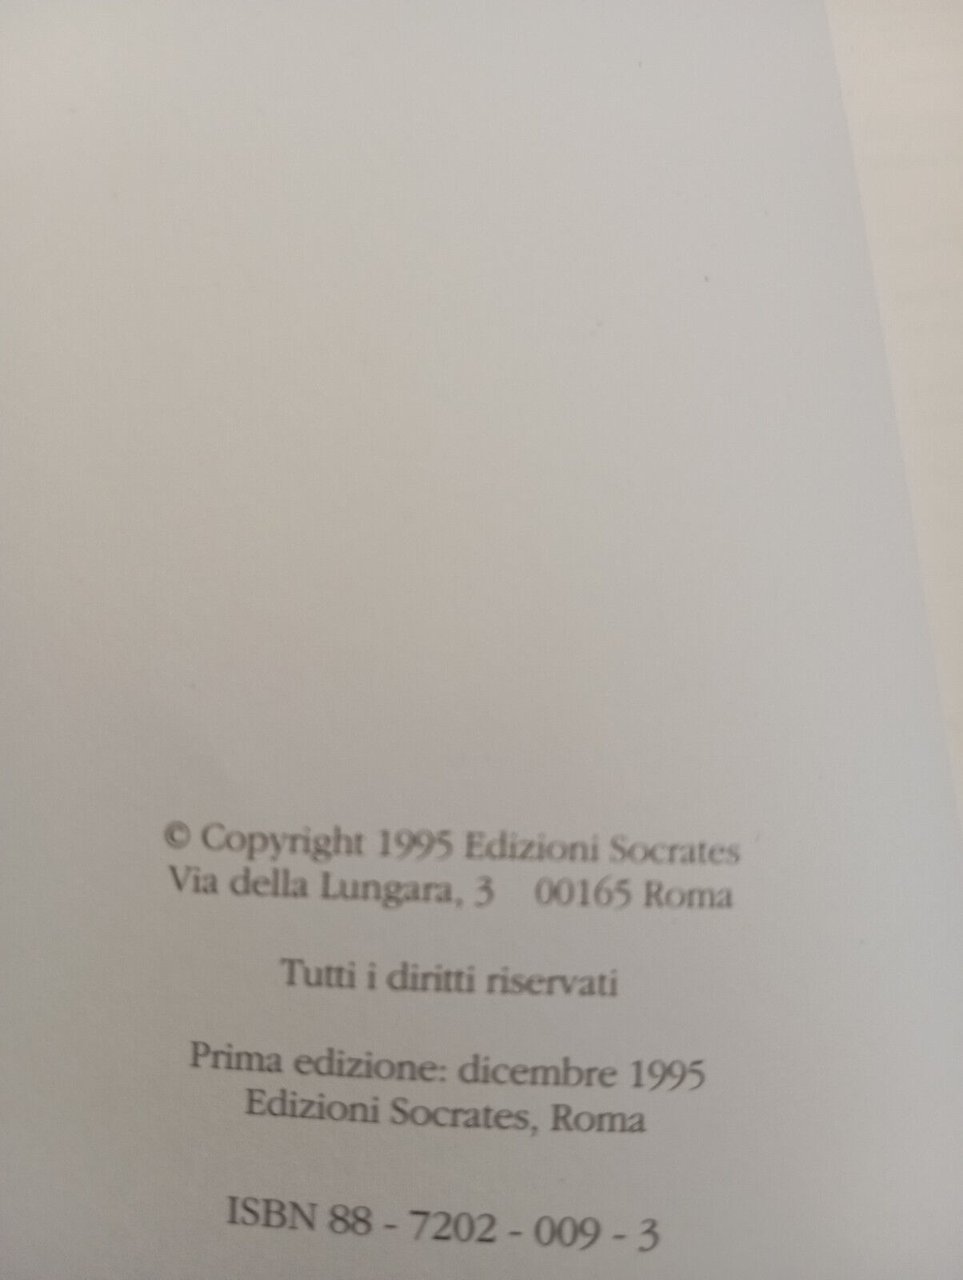 © Copyright 1995 Edizioni Socrates
Via della Lungara, 3 00165 Roma
Tutti i diritti riservati
Prima edizione: dicembre 1995
Edizioni Socrates, Roma
ISBN 88 - 7202 - 009 - 3